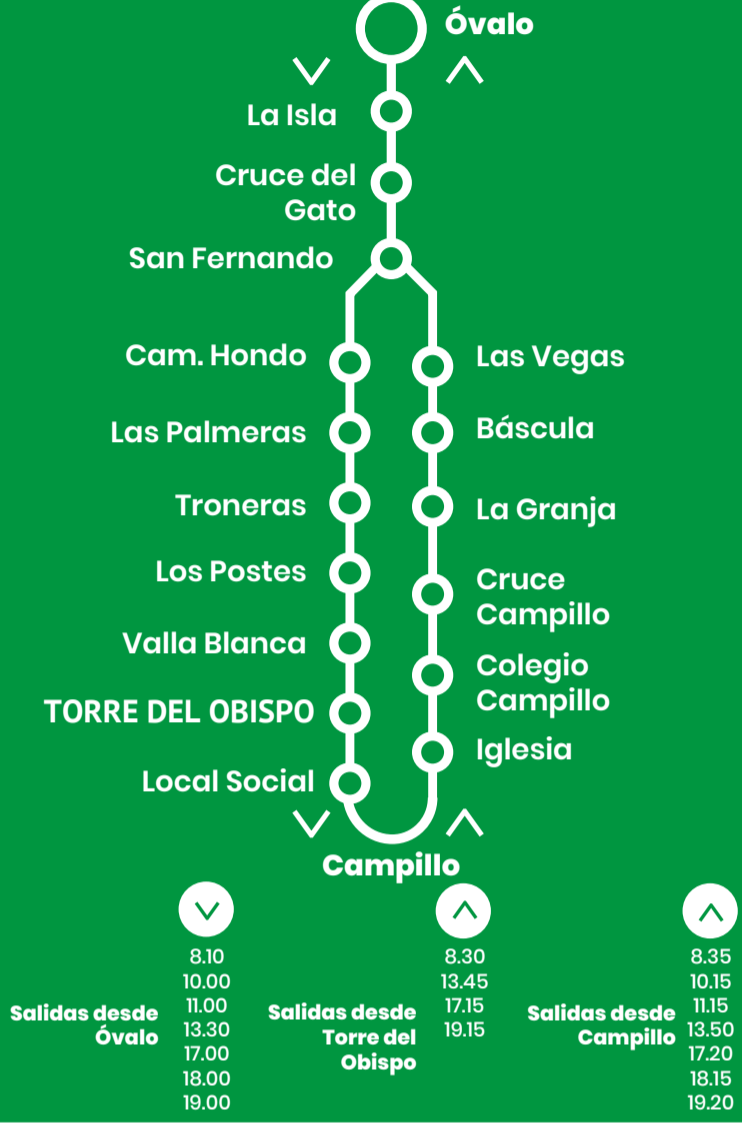 Óvalo
La Isla
Cruce del
Gato
San Fernando
Cam. Hondo
Las Vegas
Las Palmeras
Báscula
Troneras
La Granja
Los Postes
Cruce
Campillo
Valla Blanca
Colegio
Campillo
TORRE DEL OBISPO
Iglesia
Local Social
Campillo
Salidas desde
Óvalo
8.10
10.00
11.00
13.30
17.00
18.00
19.00
Salidas desde
Torre del
Obispo
8.30
13.45
17.15
19.15
Salidas desde
Campillo
8.35
10.15
11.15
13.50
17.20
18.15
19.20